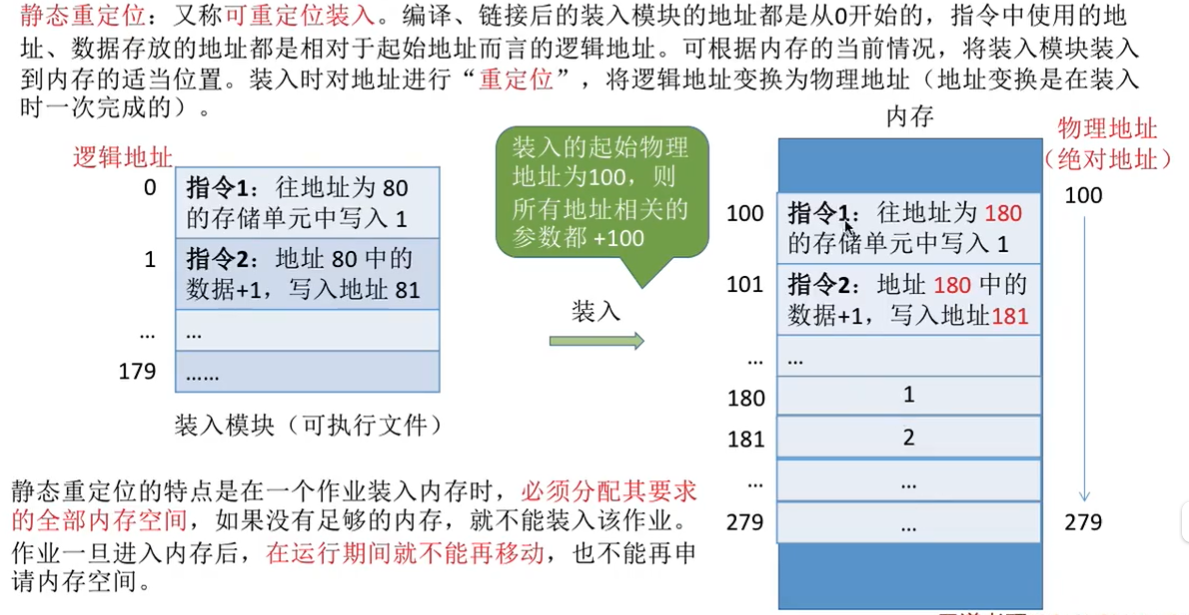 静态重定位：又称可重定位装入。编译、链接后的装入模块的地址都是从0开始的，指令中使用的地
址、数据存放的地址都是相对于起始地址而言的逻辑地址。可根据内存的当前情况，将装入模块装入
到内存的适当位置。装入时对地址进行“重定位”，将逻辑地址变换为物理地址（地址变换是在装入
时一次完成的）。
逻辑地址
0
指令1：往地址为 80
的存储单元中写入 1
1
指令2：地址 80 中的
数据+1，写入地址 81
...
...
179
......
装入模块（可执行文件）
装入的起始物理
地址为100，则
所有地址相关的
参数都 +100
装入
内存
物理地址
（绝对地址）
100
100
指令1：往地址为 180
的存储单元中写入 1
101
指令2：地址 180 中的
数据+1，写入地址181
...
...
180
1
181
2
...
...
279
...
279
静态重定位的特点是在一个作业装入内存时，必须分配其要求
的全部内存空间，如果没有足够的内存，就不能装入该作业。
作业一旦进入内存后，在运行期间就不能再移动，也不能再申
请内存空间。